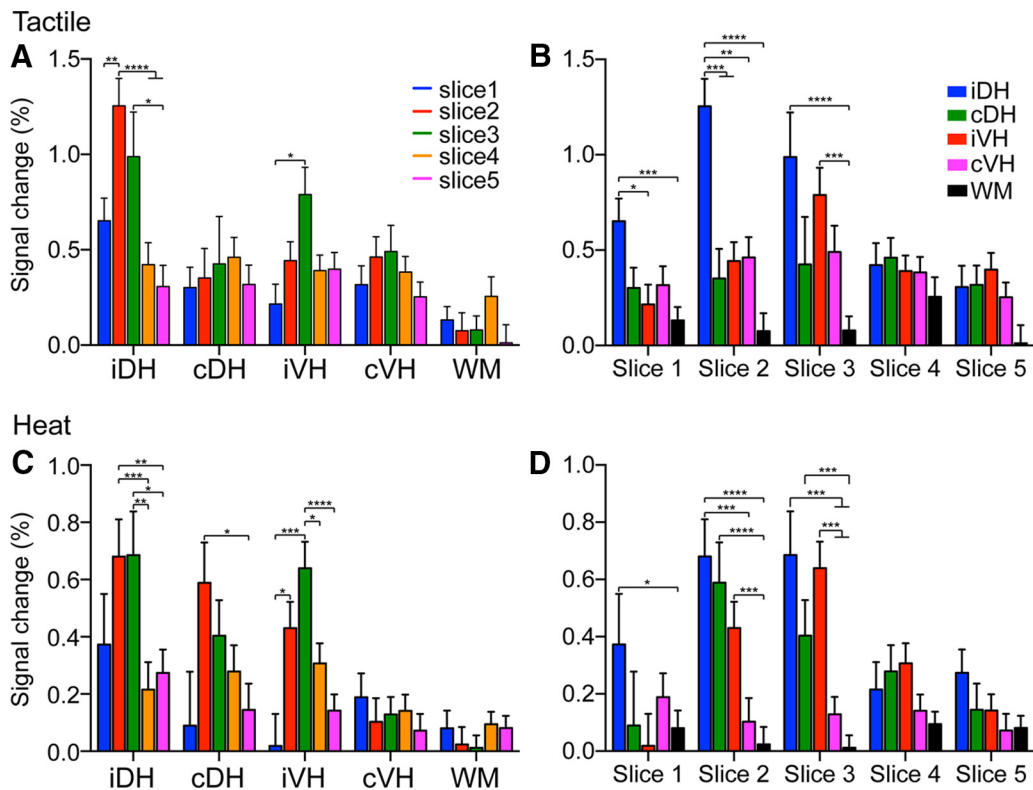 Tactile
A
B
1.5
1.0
0.5
0.0
Signal change (%)
** **** *
*
slice1
slice2
slice3
slice4
slice5
iDH cDH iVH cVH WM
1.5
1.0
0.5
0.0
*** *
**** ** ***
**** ***
iDH
cDH
iVH
cVH
WM
Slice 1 Slice 2 Slice 3 Slice 4 Slice 5
Heat
C
D
1.0
0.8
0.6
0.4
0.2
0.0
Signal change (%)
** *** * **
*
**** *** * *
iDH cDH iVH cVH WM
1.0
0.8
0.6
0.4
0.2
0.0
*
**** *** **** ***
*** *** ***
Slice 1 Slice 2 Slice 3 Slice 4 Slice 5